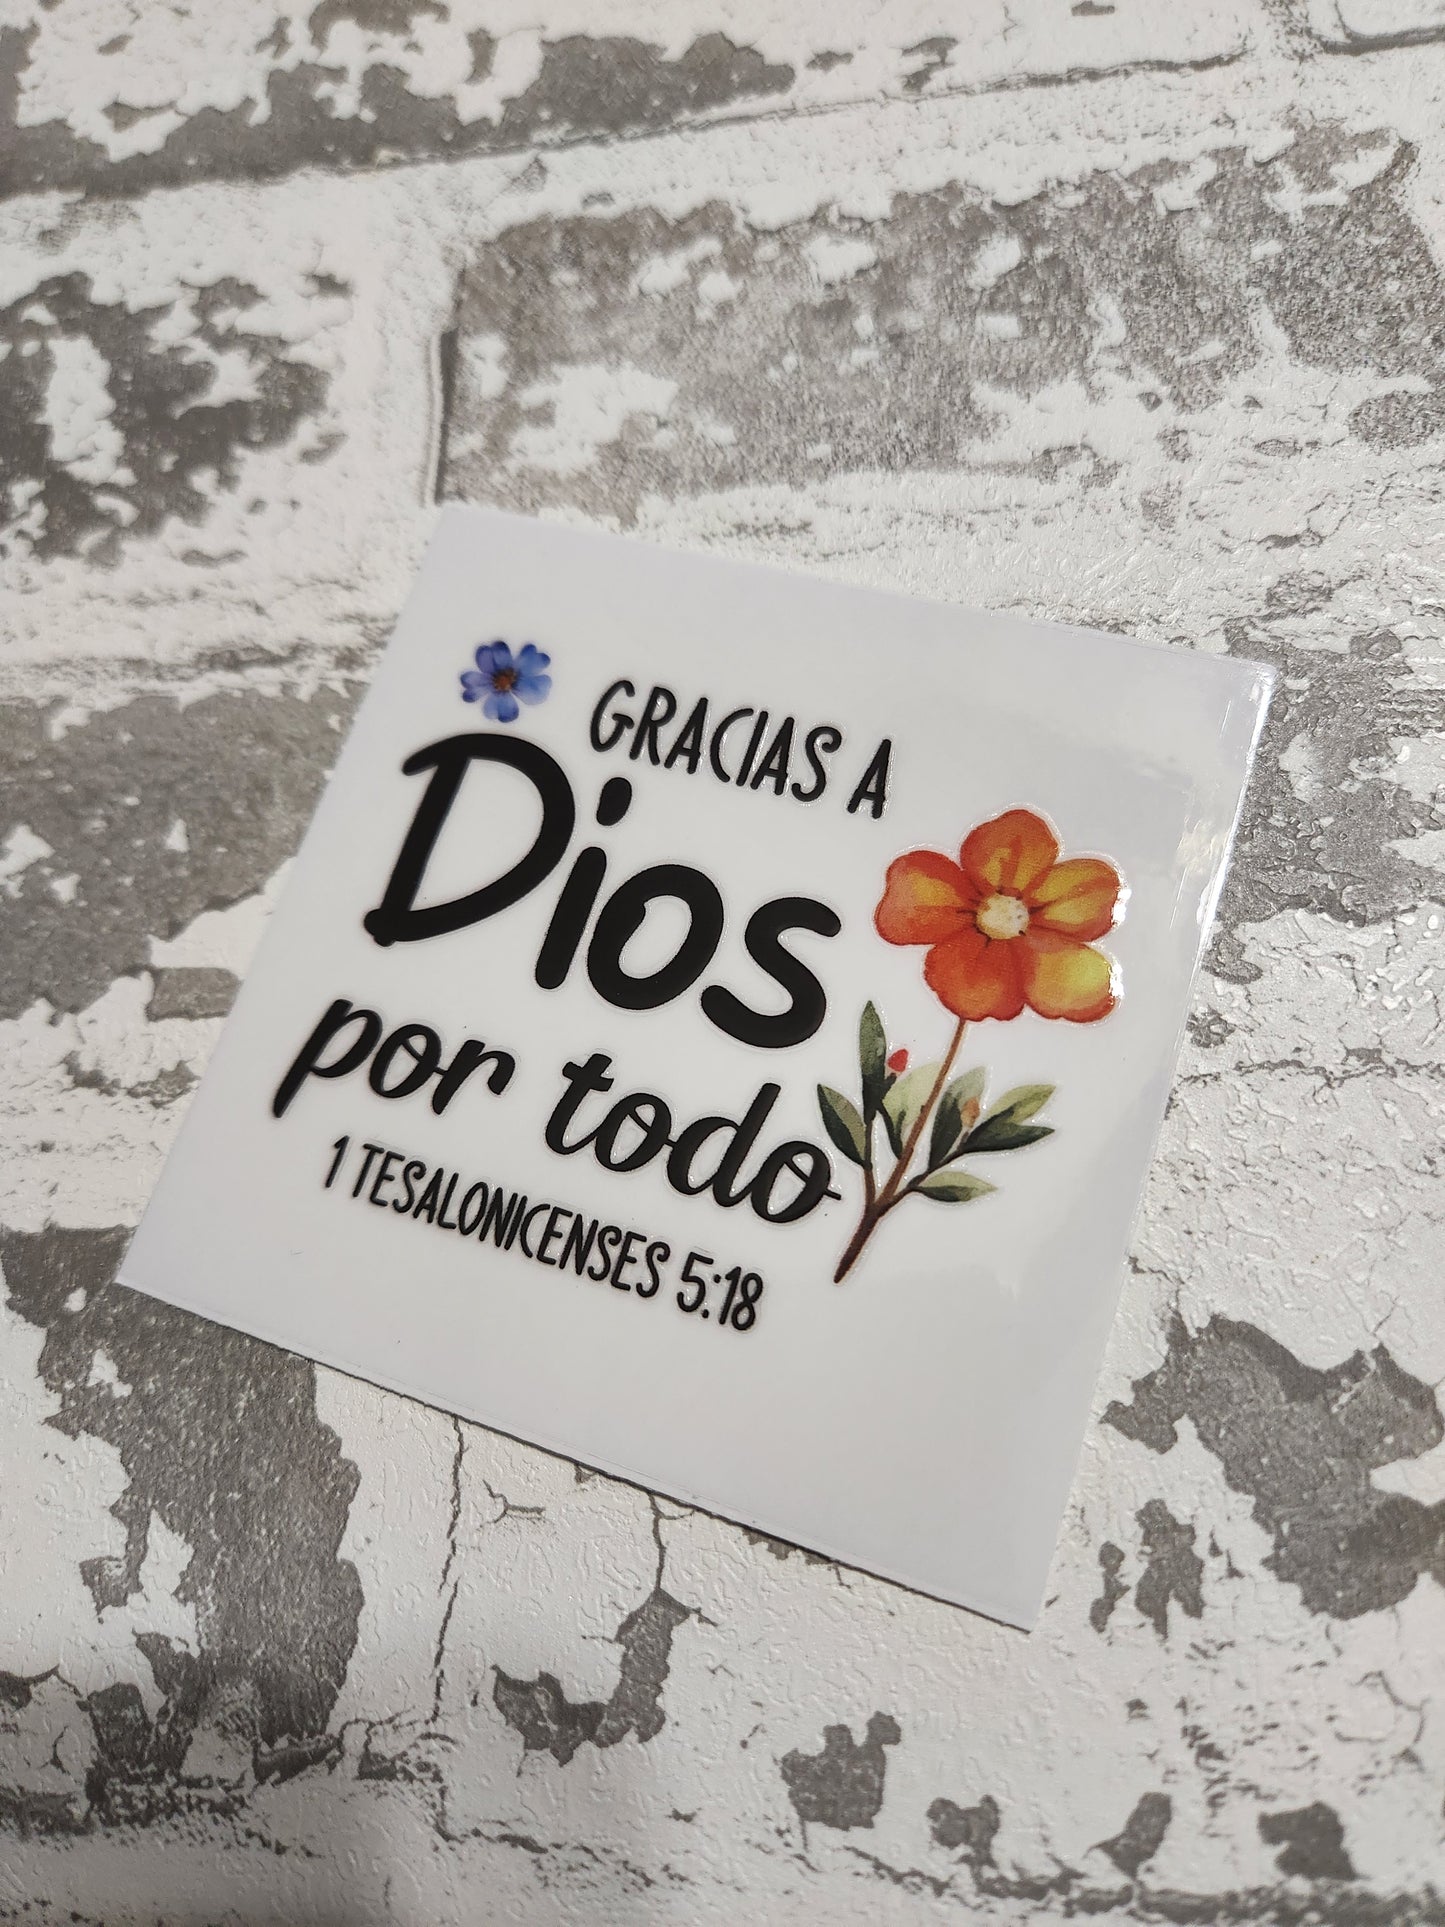 GRACIAS A
Dios
por todo
1 TESALONICENSES 5:18